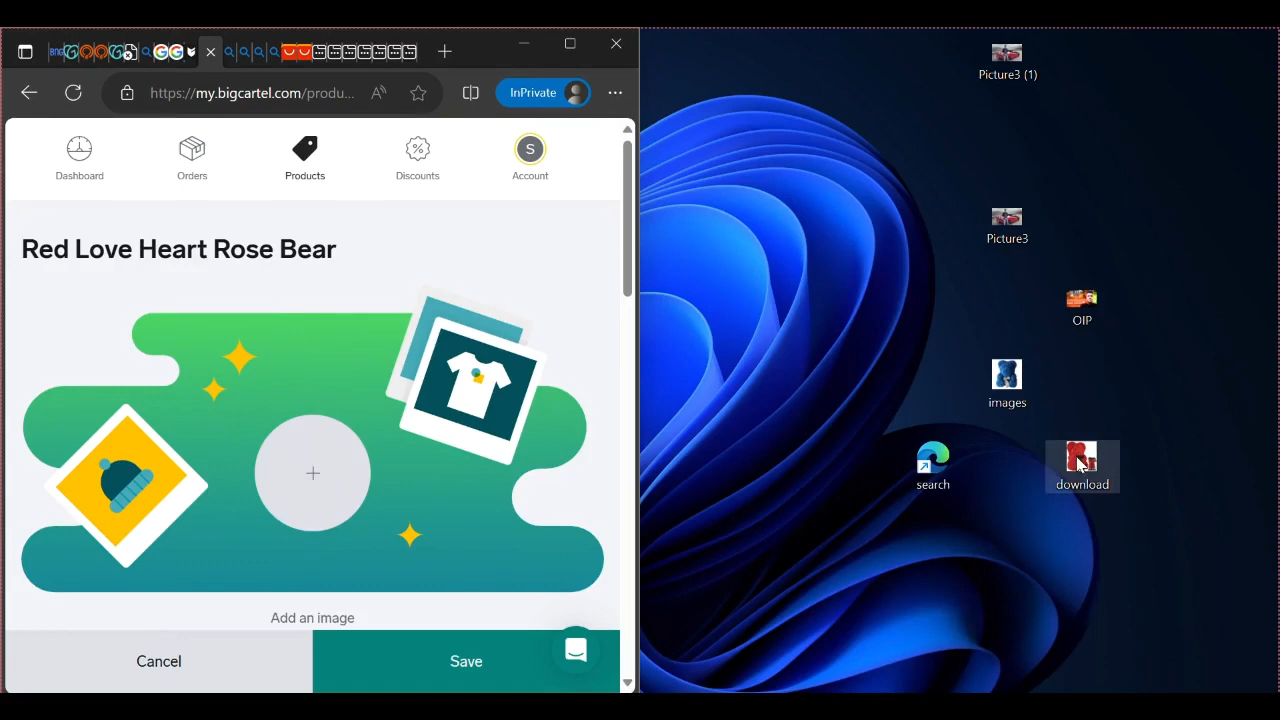 https://my.bigcartel.com/produ...
InPrivate
Dashboard
Orders
Products
Discounts
S
Account
Red Love Heart Rose Bear
Add an image
Cancel
Save
Picture3 (1)
Picture3
OIP
images
search
download